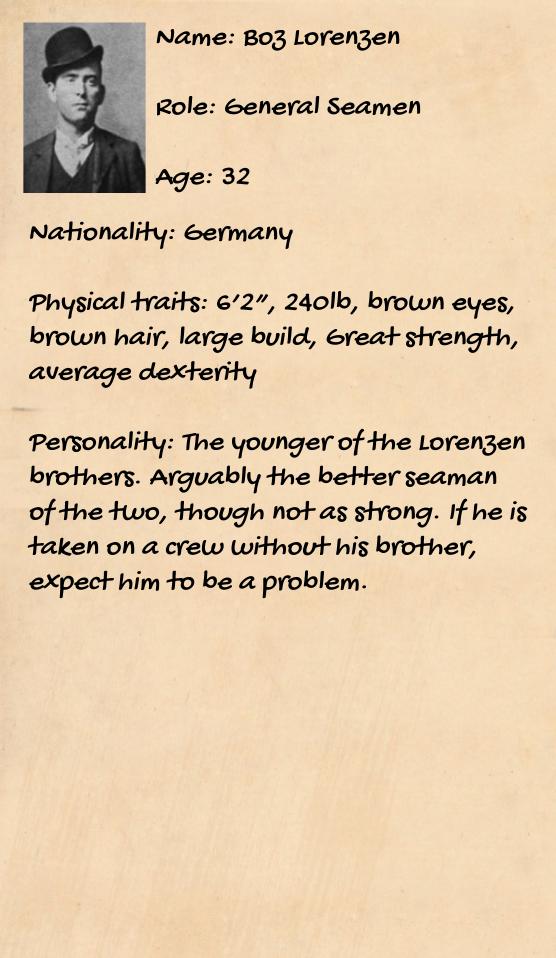 Name: Boz Lorenzen
Role: General Seamen
Age: 32
Nationality: Germany
Physical traits: 6'2", 240lb, brown eyes,
brown hair, large build, Great strength,
average dexterity
Personality: The younger of the Lorenzen
brothers. Arguably the better seaman
of the two, though not as strong. If he is
taken on a crew without his brother,
expect him to be a problem.